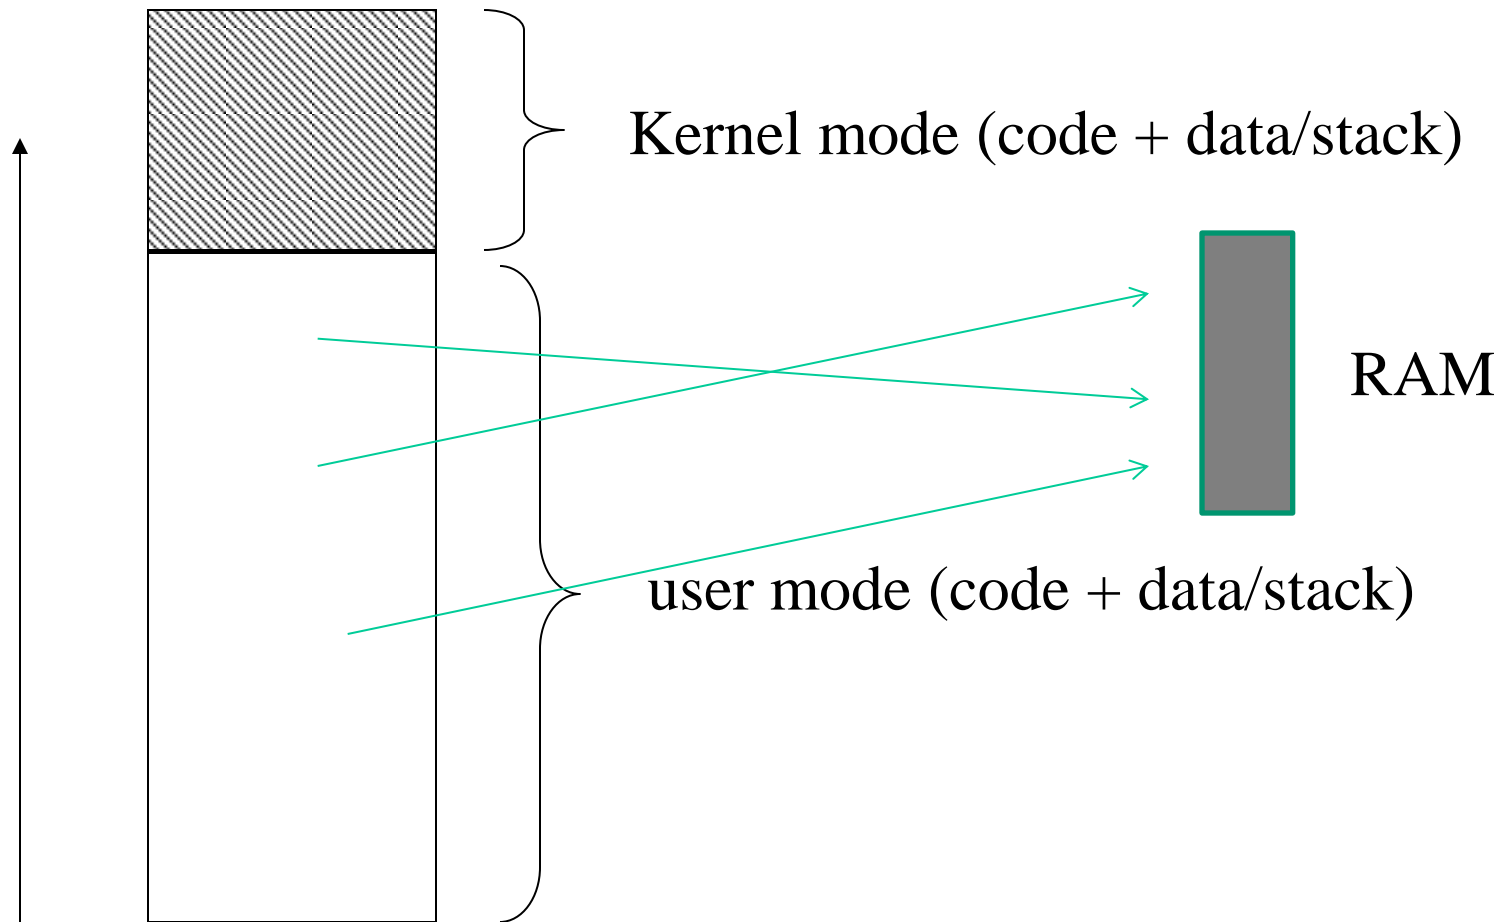 Kernel mode (code + data/stack)
RAM
user mode (code + data/stack)